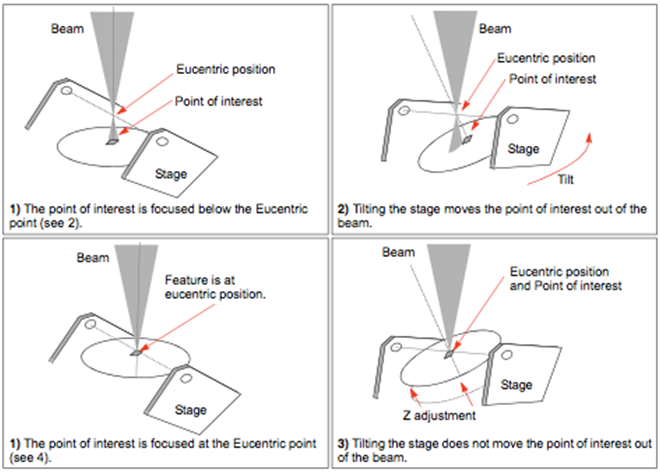 Beam
Eucentric position
Point of interest
Stage
1) The point of interest is focused below the Eucentric
point (see 2).
Beam
Eucentric position
Point of interest
Stage
Tilt
2) Tilting the stage moves the point of interest out of the
beam.
Beam
Feature is at
eucentric position.
Stage
1) The point of interest is focused at the Eucentric point
(see 4).
Beam
Eucentric position
and Point of interest
Stage
Z adjustment
3) Tilting the stage does not move the point of interest out
of the beam.